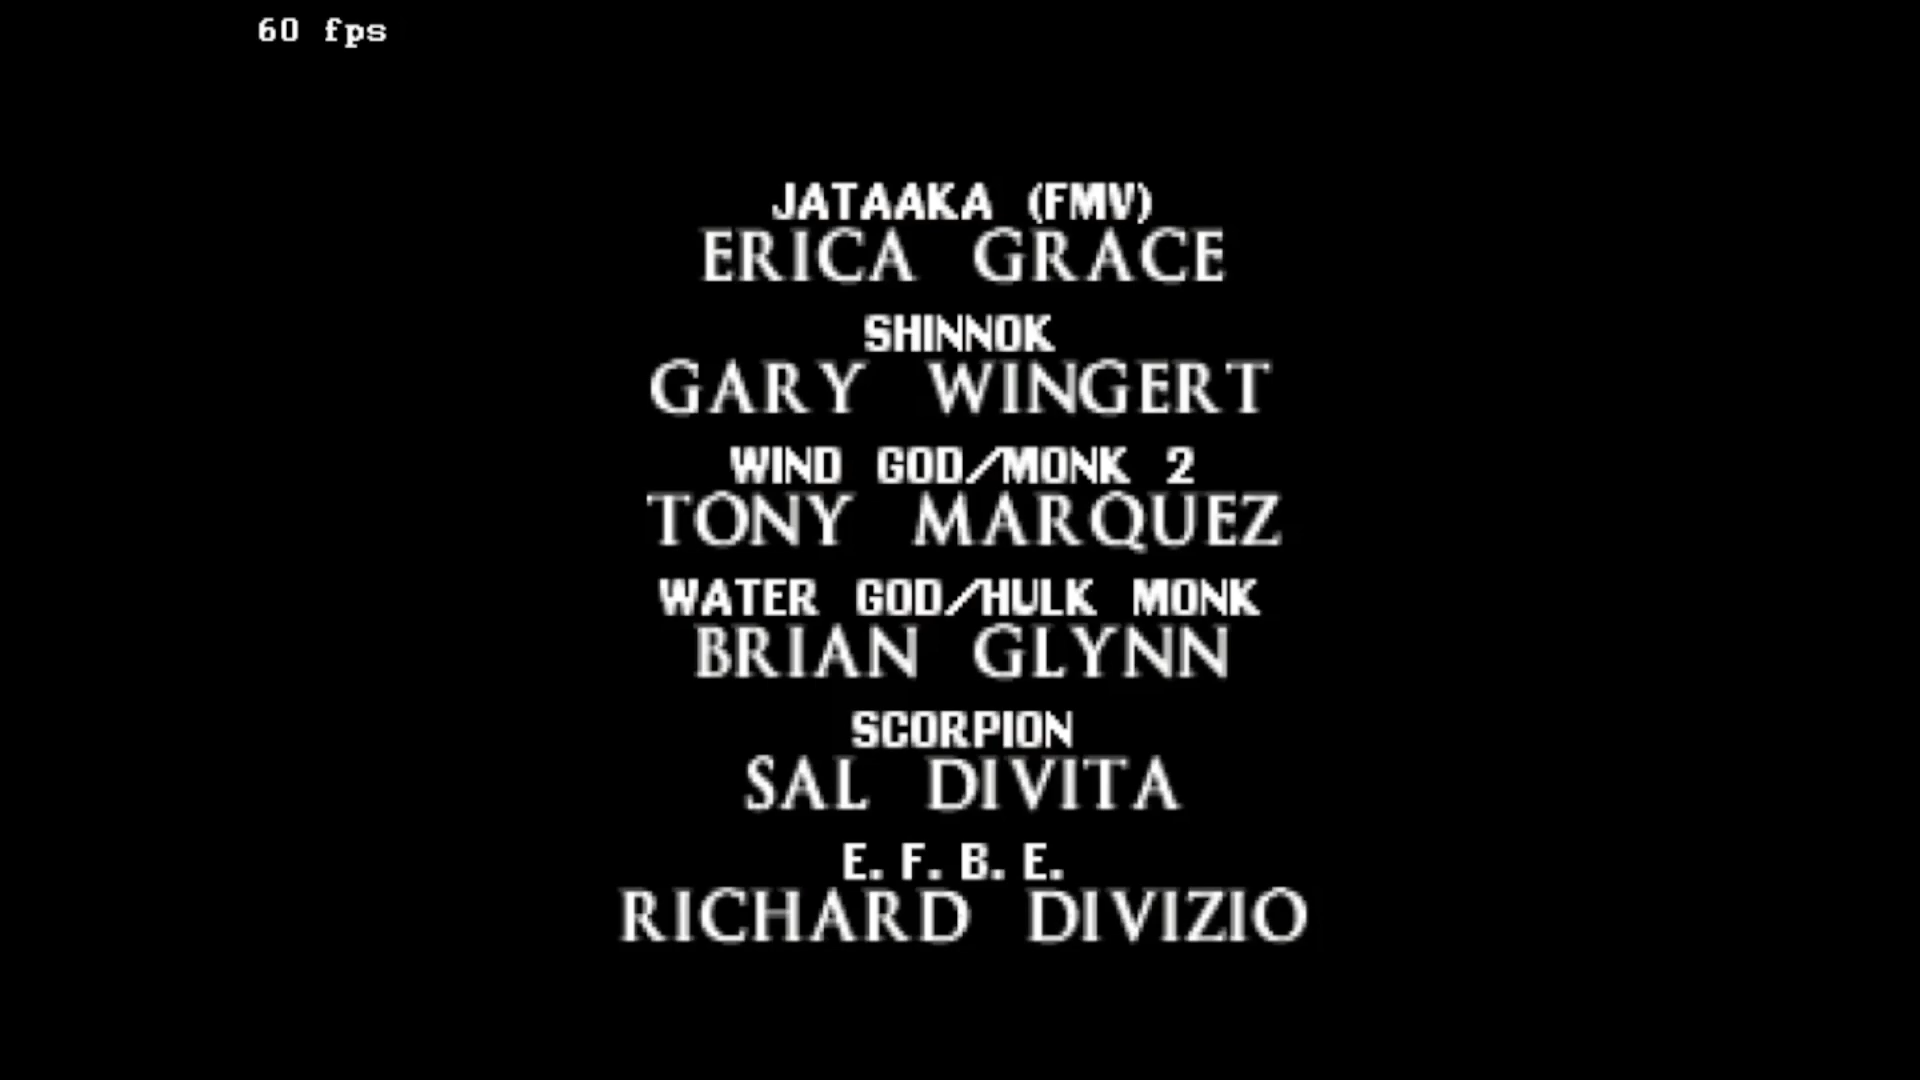 60 fps
JATAAKA (FMV)
ERICA GRACE
SHINNOK
GARY WINGERT
WIND GOD/MONK 2
TONY MARQUEZ
WATER GOD/HULK MONK
BRIAN GLYNN
SCORPION
SAL DIVITA
E. F. B. E.
RICHARD DIVIZIO